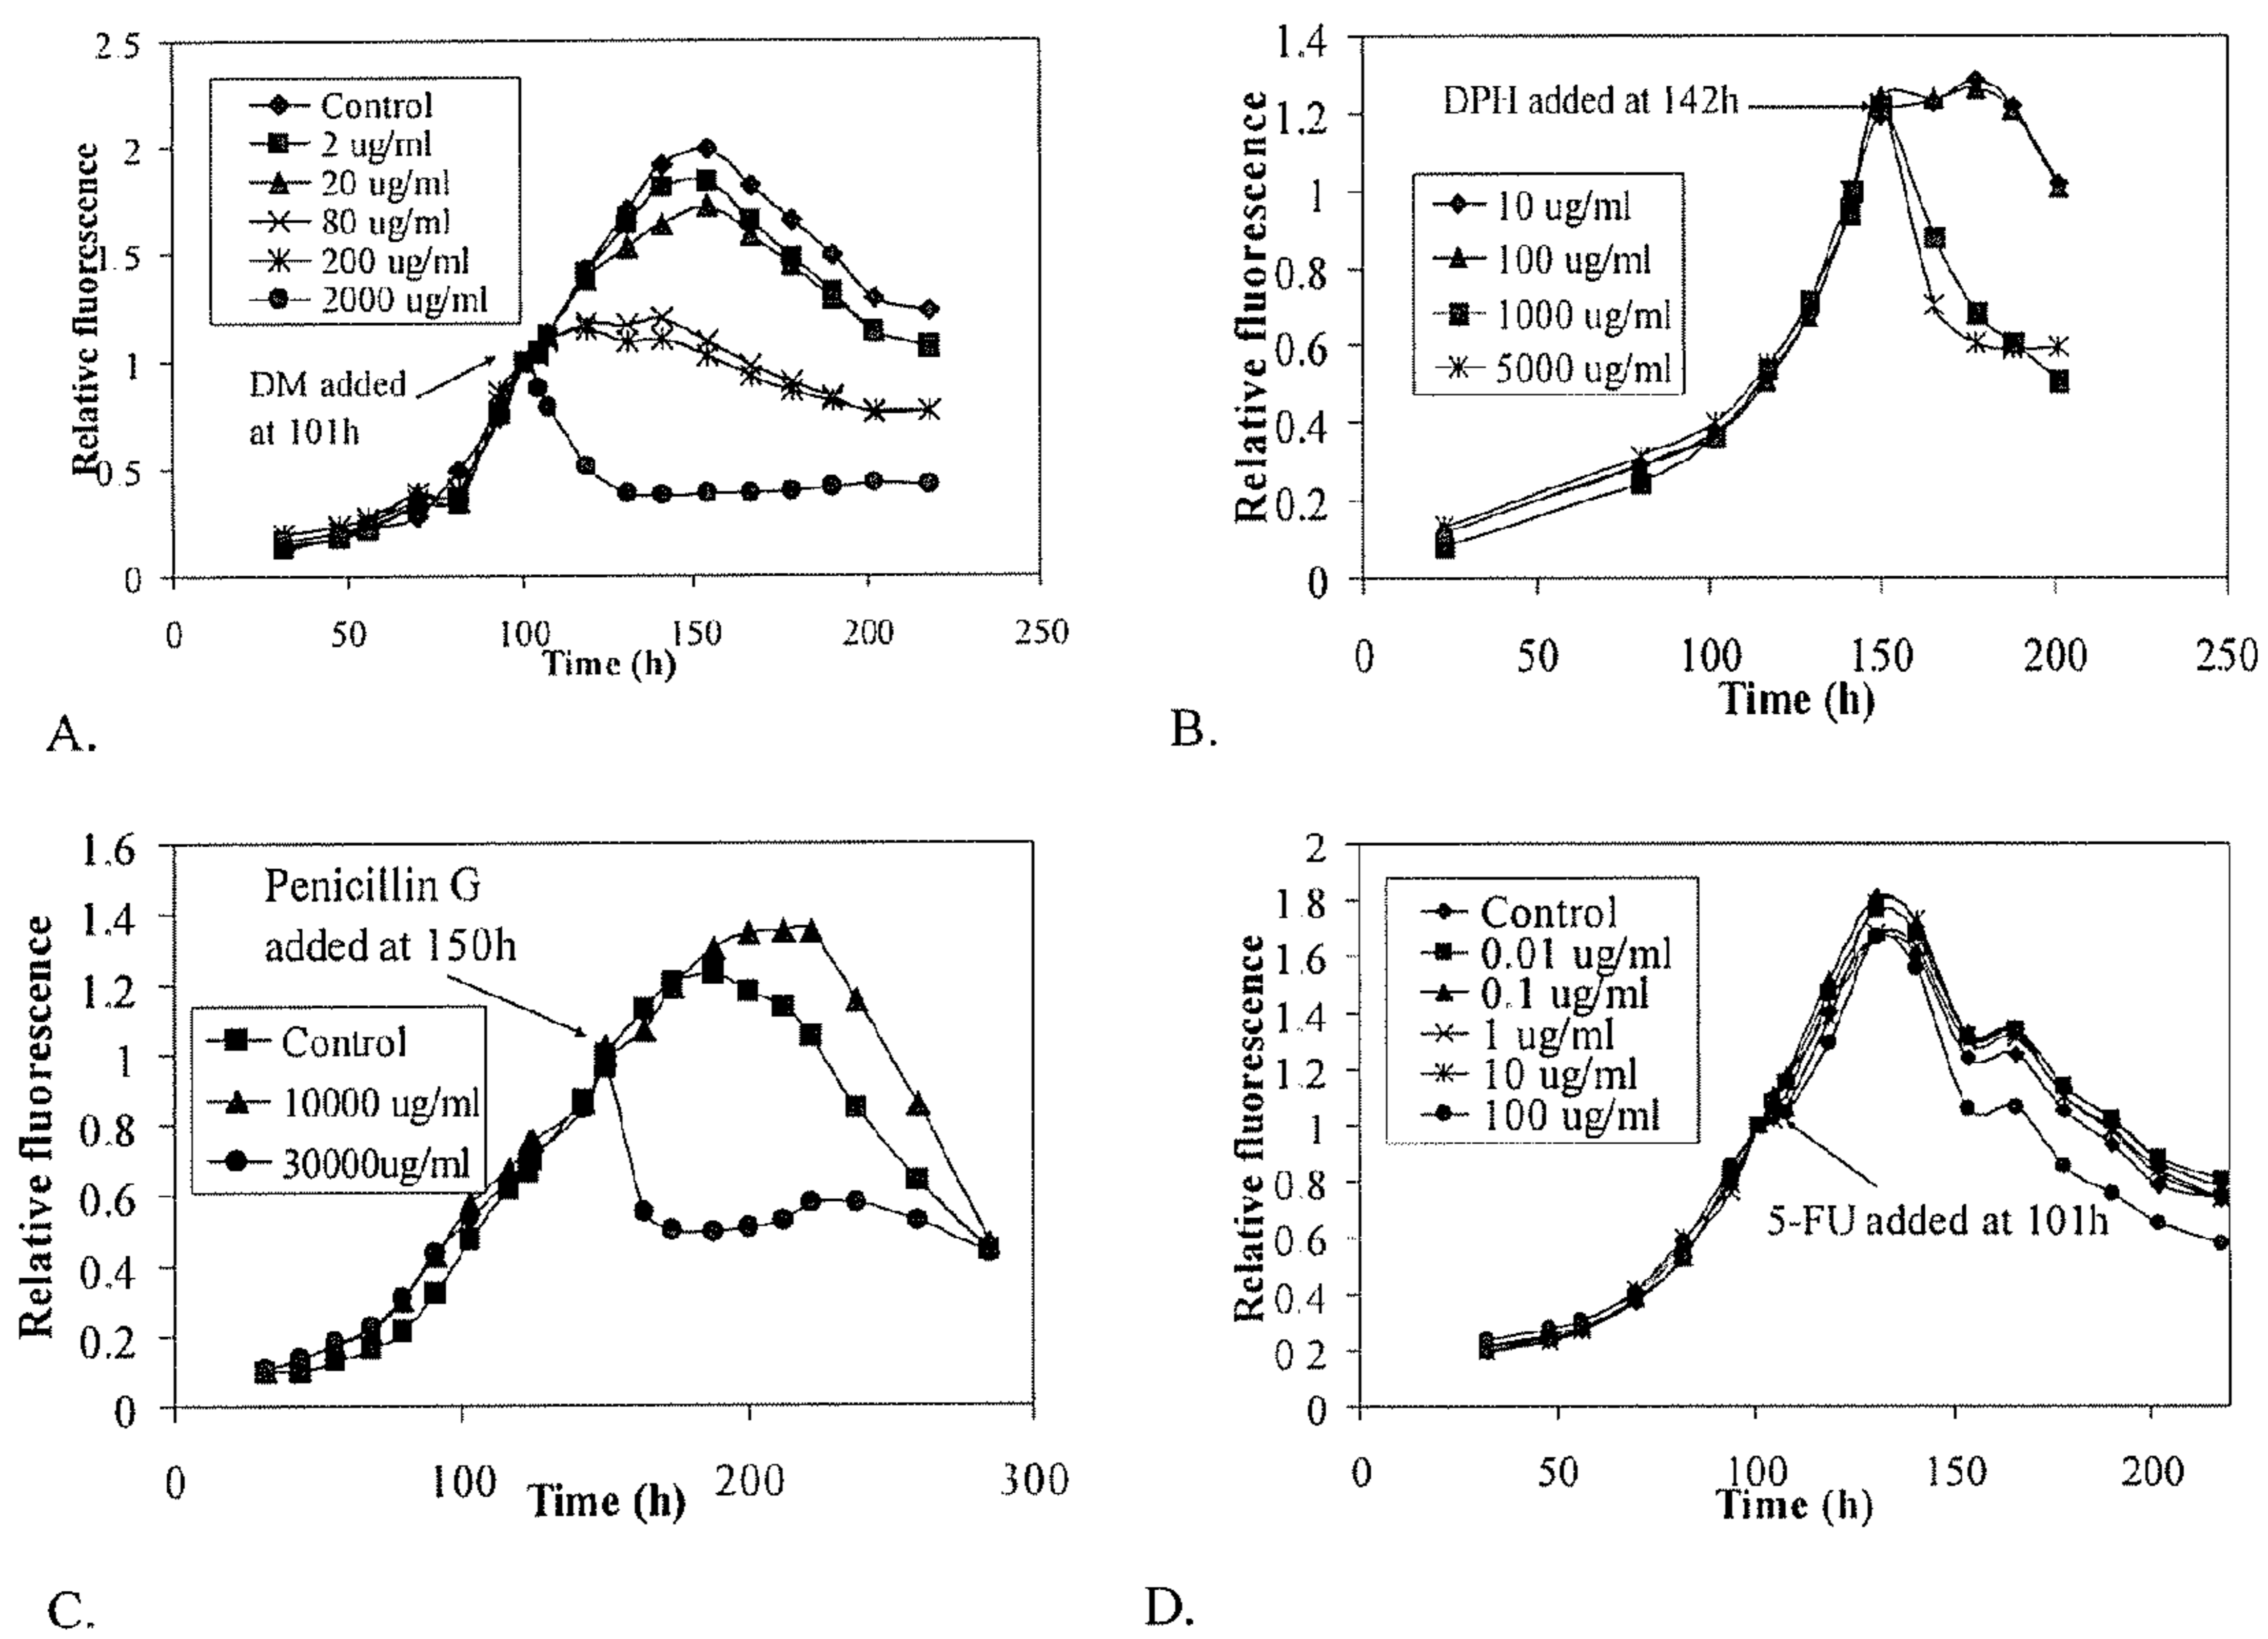 2.5
2
1.5
1
0.5
0
Relative fluorescence
Control
2 ug/ml
20 ug/ml
80 ug/ml
200 ug/ml
2000 ug/ml
DM added
at 101h
0 50 100 150 200 250
Time (h)
A.
1.4
1.2
1
0.8
0.6
0.4
0.2
0
Relative fluorescence
DPH added at 142h
10 ug/ml
100 ug/ml
1000 ug/ml
5000 ug/ml
0 50 100 150 200 250
Time (h)
B.
1.6
1.4
1.2
1
0.8
0.6
0.4
0.2
0
Relative fluorescence
Penicillin G
added at 150h
Control
10000 ug/ml
30000ug/ml
0 100 200 300
Time (h)
C.
2
1.8
1.6
1.4
1.2
1
0.8
0.6
0.4
0 2
0
Relative fluorescence
Control
0.01 ug/ml
0.1 ug/ml
1 ug/ml
10 ug/ml
100 ug/ml
5-FU added at 101h
0 50 100 150 200
Time (h)
D.